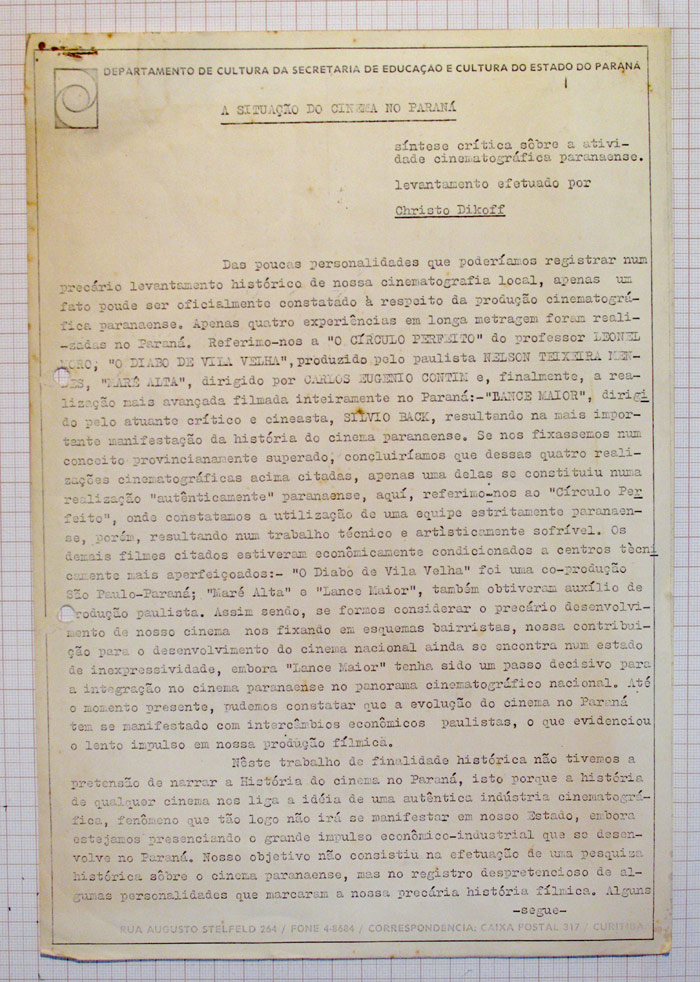 DEPARTAMENTO DE CULTURA DA SECRETARIA DE EDUCAÇÃO E CULTURA DO ESTADO DO PARANÁ
A SITUAÇÃO DO CINEMA NO PARANÁ
síntese crítica sôbre a ativi-
dade cinematográfica paranaense.
levantamento efetuado por
Christo Dikoff
Das poucas personalidades que poderíamos registrar num
precário levantamento histórico de nossa cinematografia local, apenas um
fato poude ser oficialmente constatado à respeito da produção cinematográ-
fica paranaense. Apenas quatro experiências em longa metragem foram reali-
-zadas no Paraná. Referimo-nos a "O CÍRCULO PERFEITO" do professor LEONEL
MORO; "O DIABO DE VILA VELHA", produzido pelo paulista NELSON TEIXEIRA MEN-
DES, "MARÉ ALTA", dirigido por CARLOS EUGENIO CONTIM e, finalmente, a rea-
lização mais avançada filmada inteiramente no Paraná:-"LANCE MAIOR", dirigi
do pelo atuante crítico e cineasta, SILVIO BACK, resultando na mais impor-
tante manifestação da história do cinema paranaense. Se nos fixassemos num
conceito provincianamente superado, concluiríamos que dessas quatro reali-
zações cinematográficas acima citadas, apenas uma delas se constituiu numa
realização "autênticamente" paranaense, aquí, referimo-nos ao "Círculo Per
feito", onde constatamos a utilização de uma equipe estritamente paranaen-
se, porém, resultando num trabalho técnico e artìsticamente sofrível. Os
demais filmes citados estiveram econômicamente condicionados a centros tècni
camente mais aperfeiçoados:- "O Diabo de Vila Velha" foi uma co-produção
São Paulo-Paraná; "Maré Alta" e "Lance Maior", também obtiveram auxílio de
produção paulista. Assim sendo, se formos considerar o precário desenvolvi-
mento de nosso cinema nos fixando em esquemas bairristas, nossa contribui-
ção para o desenvolvimento do cinema nacional ainda se encontra num estado
de inexpressividade, embora "Lance Maior" tenha sido um passo decisivo para
a integração no cinema paranaense no panorama cinematográfico nacional. Até
o momento presente, pudemos constatar que a evolução do cinema no Paraná
tem se manifestado com intercâmbios econômicos paulistas, o que evidenciou
o lento impulso em nossa produção fílmica.
Nêste trabalho de finalidade histórica não tivemos a
pretensão de narrar a História do cinema no Paraná, isto porque a história
de qualquer cinema nos liga a idéia de uma autêntica indústria cinematográ-
fica, fenômeno que tão logo não irá se manifestar em nosso Estado, embora
estejamos presenciando o grande impulso econômico-industrial que se desen-
volve no Paraná. Nosso objetivo não consistiu na efetuação de uma pesquiza
histórica sôbre o cinema paranaense, mas no registro despretencioso de al-
gumas personalidades que marcaram a nossa precária história fílmica. Alguns
-segue-
RUA AUGUSTO STELFELD 264 / FONE 4-8684 / CORRESPONDENCIA: CAIXA POSTAL 317 / CURITIBA